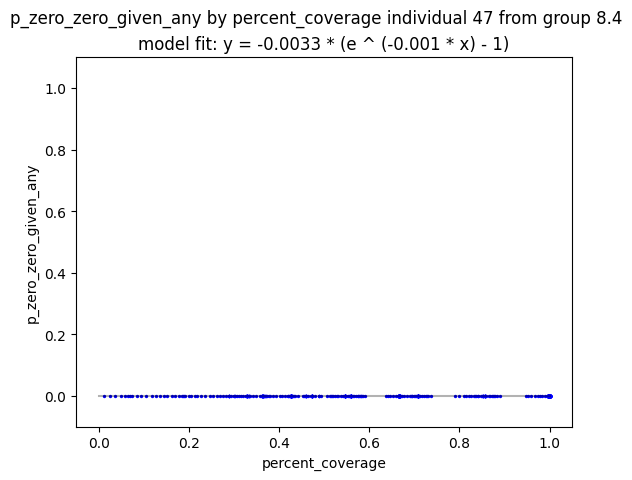 p_zero_zero_given_any by percent_coverage individual 47 from group 8.4
model fit: y = -0.0033 * (e ^ (-0.001 * x) - 1)
1.0
0.8
0.6
0.4
0.2
0.0
p_zero_zero_given_any
0.0 0.2 0.4 0.6 0.8 1.0
percent_coverage